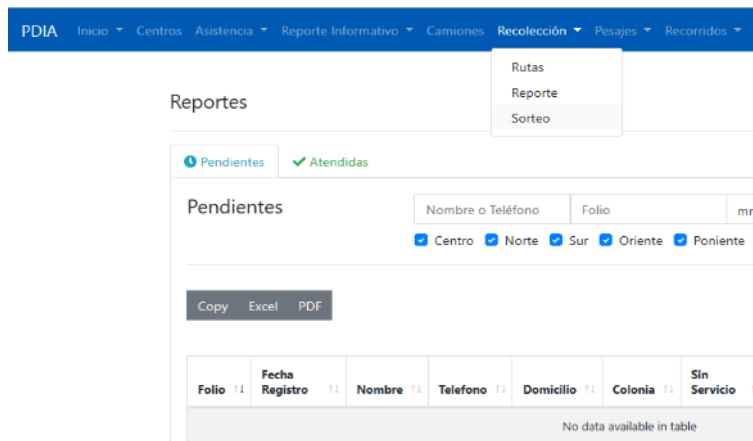 PDIA Inicio Centros Asistencia Reporte Informativo Camiones Recolección Pesajes Recorridos
Rutas
Reporte
Sorteo
Reportes
Pendientes Atendidas
Pendientes
Nombre o Teléfono Folio
Centro Norte Sur Oriente Poniente
Copy Excel PDF
Folio Fecha Registro Nombre Telefono Domicilio Colonia Sin Servicio
No data available in table